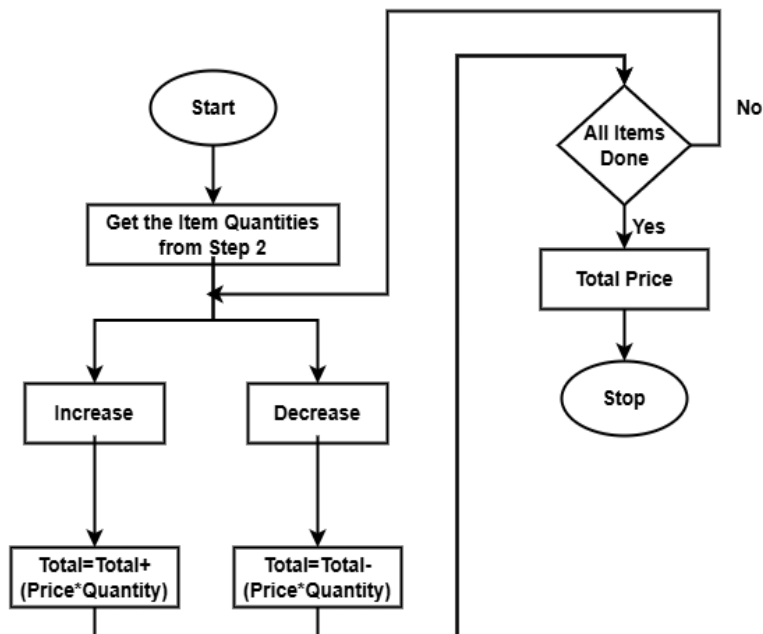 Start
Get the Item Quantities
from Step 2
Increase
Decrease
Total=Total+
(Price*Quantity)
Total=Total-
(Price*Quantity)
All Items
Done
No
Yes
Total Price
Stop